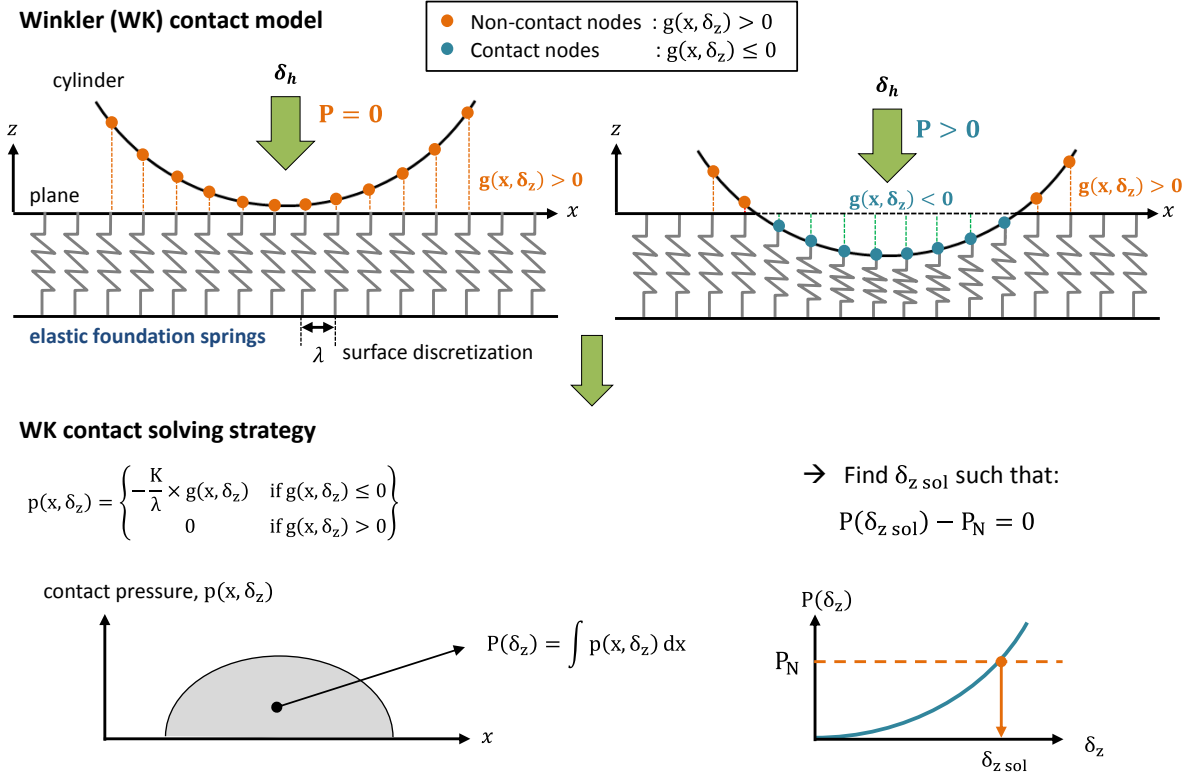 Winkler (WK) contact model
Non-contact nodes : g(x, δz) > 0
Contact nodes : g(x, δz) ≤ 0
cylinder
δh
P = 0
z
plane
g(x, δz) > 0
x
elastic foundation springs
λ
surface discretization
δh
P > 0
z
g(x, δz) < 0
g(x, δz) > 0
x
WK contact solving strategy
p(x, δz) = { −K/λ × g(x, δz) if g(x, δz) ≤ 0
0 if g(x, δz) > 0 }
→ Find δz sol such that:
P(δz sol) − PN = 0
contact pressure, p(x, δz)
P(δz) = ∫ p(x, δz) dx
x
P(δz)
PN
δz sol
δz